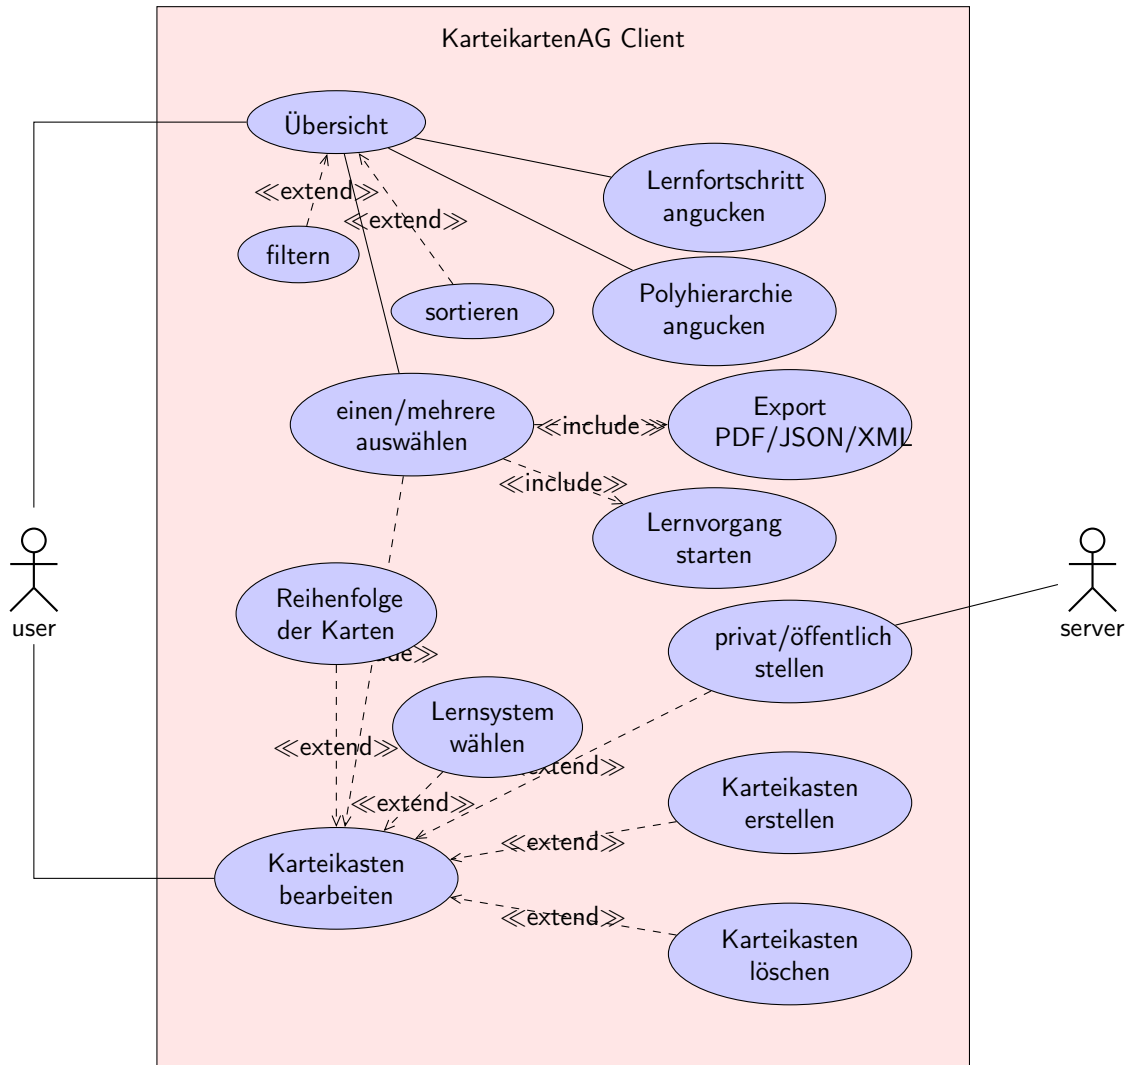 KarteikartenAG Client
Übersicht
Lernfortschritt
angucken
≪extend≫
≪extend≫
filtern
sortieren
Polyhierarchie
angucken
einen/mehrere
auswählen
≪include≫
Export
PDF/JSON/XML
≪include≫
Lernvorgang
starten
user
server
Reihenfolge
der Karten
privat/öffentlich
stellen
Lernsystem
wählen
≪extend≫
extend≫
≪extend≫
Karteikasten
erstellen
≪extend≫
Karteikasten
bearbeiten
≪extend≫
Karteikasten
löschen